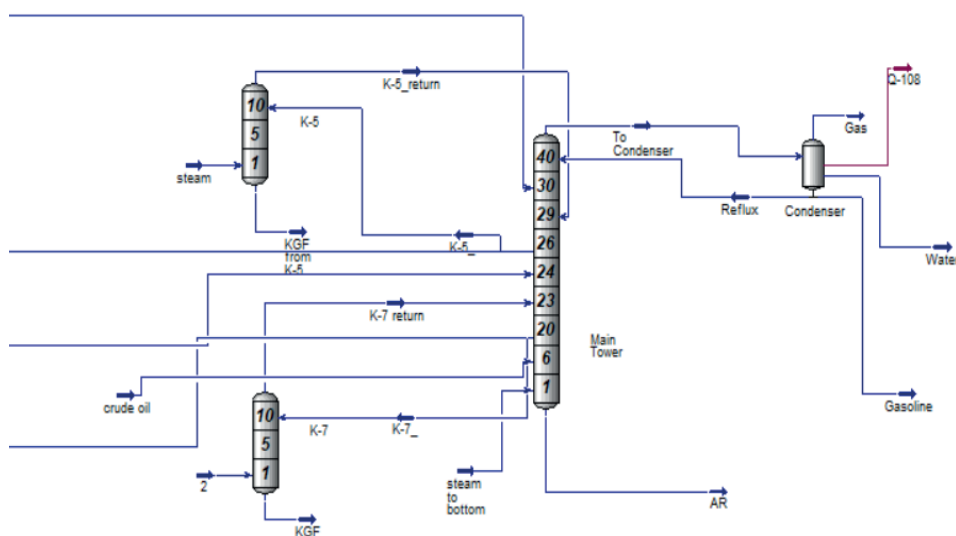 Q-108
K-5_return
10
K-5
Gas
5
To
Condenser
40
1
steam
30
Reflux
Condenser
29
KGF
from
K-5
K-5_
26
Water
24
K-7 return
23
20
Main
Tower
6
crude oil
1
Gasoline
10
K-7
K-7_
5
1
2
steam
to
bottom
AR
KGF